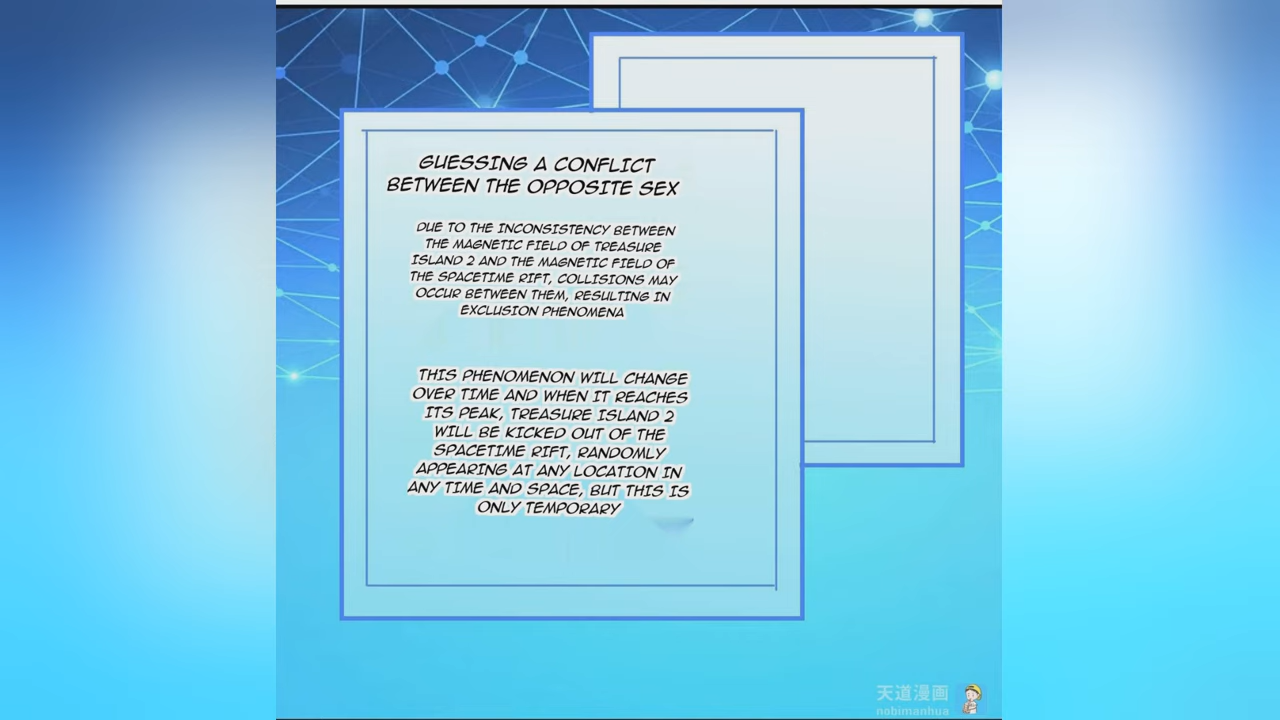 GUESSING A CONFLICT
BETWEEN THE OPPOSITE SEX
DUE TO THE INCONSISTENCY BETWEEN
THE MAGNETIC FIELD OF TREASURE
ISLAND 2 AND THE MAGNETIC FIELD OF
THE SPACETIME RIFT, COLLISIONS MAY
OCCUR BETWEEN THEM, RESULTING IN
EXCLUSION PHENOMENA
THIS PHENOMENON WILL CHANGE
OVER TIME AND WHEN IT REACHES
ITS PEAK, TREASURE ISLAND 2
WILL BE KICKED OUT OF THE
SPACETIME RIFT, RANDOMLY
APPEARING AT ANY LOCATION IN
ANY TIME AND SPACE, BUT THIS IS
ONLY TEMPORARY
天道漫画
nobimanhua